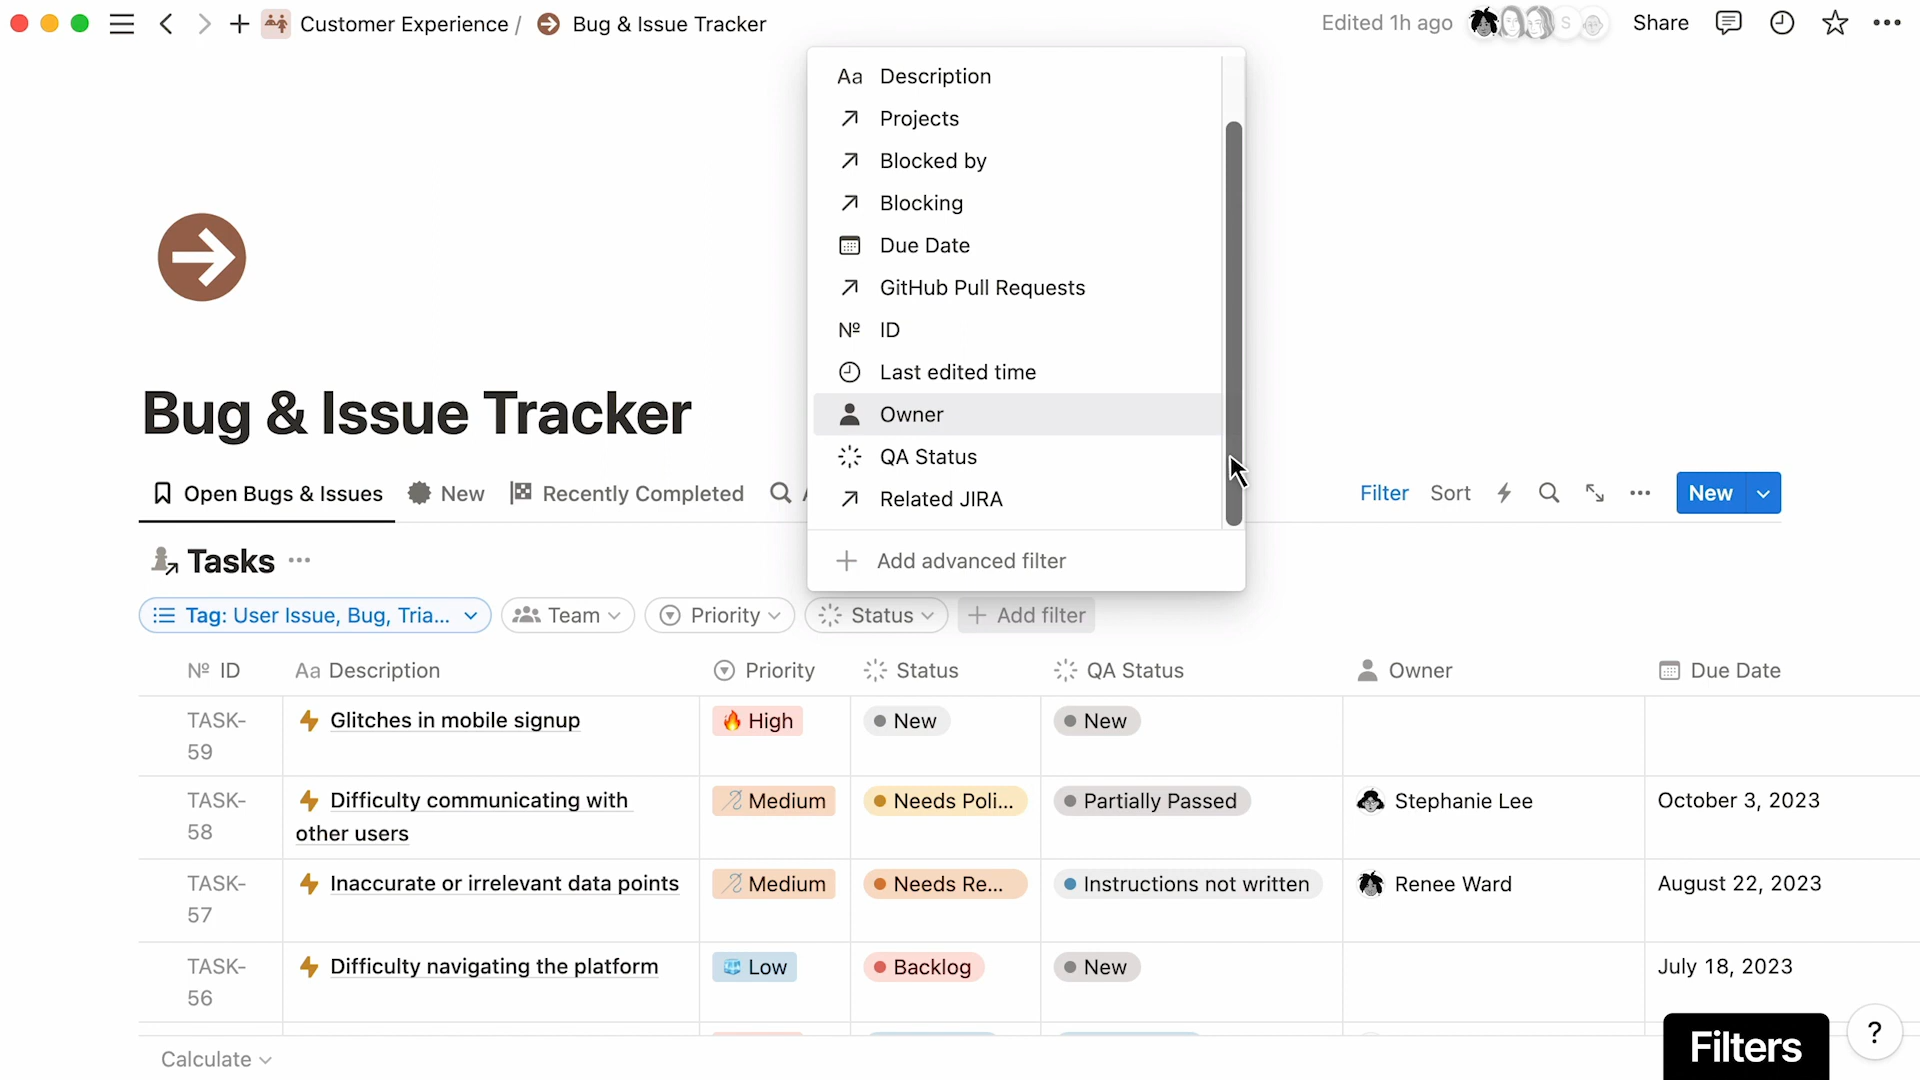 Customer Experience / Bug & Issue Tracker
Edited 1h ago
S
Share
Aa Description
Projects
Blocked by
Blocking
Due Date
GitHub Pull Requests
Nº ID
Last edited time
Owner
QA Status
Related JIRA
+ Add advanced filter
Bug & Issue Tracker
Open Bugs & Issues
New
Recently Completed
Filter
Sort
New
Tasks
Tag: User Issue, Bug, Tria...
Team
Priority
Status
+ Add filter
Nº ID
Aa Description
Priority
Status
QA Status
Owner
Due Date
TASK-
59
Glitches in mobile signup
High
New
New
TASK-
58
Difficulty communicating with
other users
Medium
Needs Poli...
Partially Passed
Stephanie Lee
October 3, 2023
TASK-
57
Inaccurate or irrelevant data points
Medium
Needs Re...
Instructions not written
Renee Ward
August 22, 2023
TASK-
56
Difficulty navigating the platform
Low
Backlog
New
July 18, 2023
Calculate
Filters
?